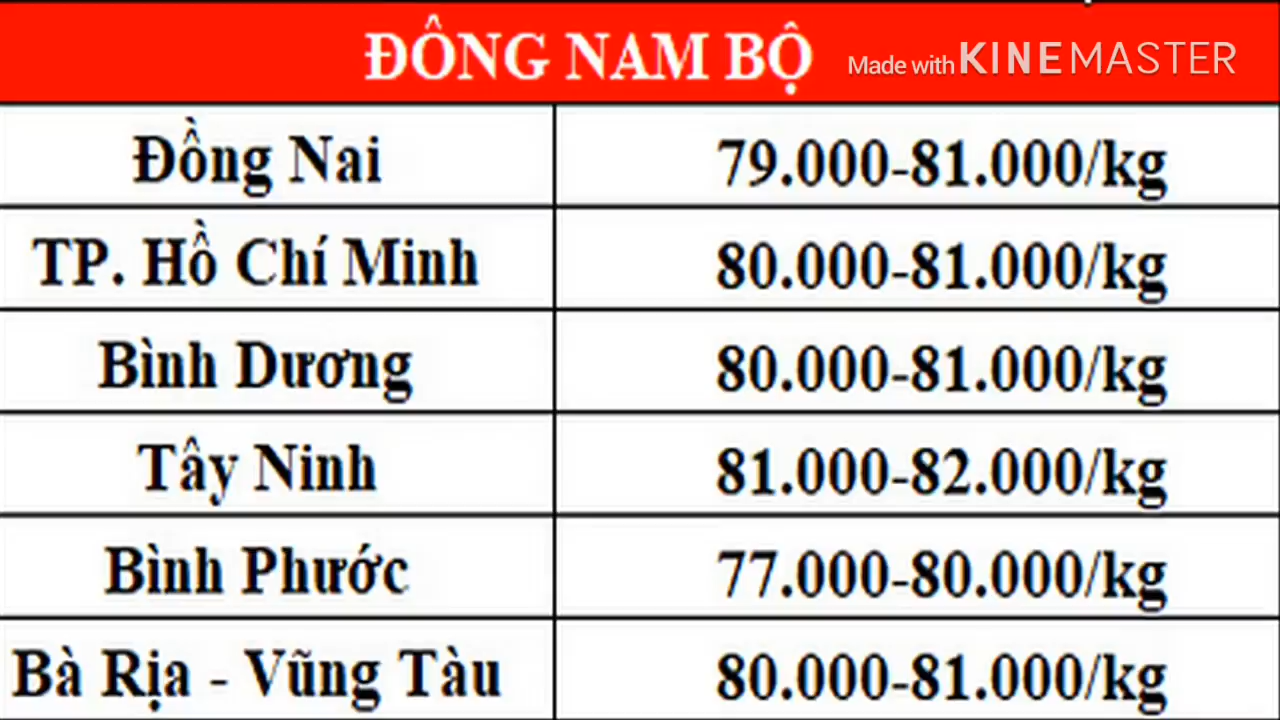 ĐÔNG NAM BỘ Made with KINEMASTER
Đồng Nai 79.000-81.000/kg
TP. Hồ Chí Minh 80.000-81.000/kg
Bình Dương 80.000-81.000/kg
Tây Ninh 81.000-82.000/kg
Bình Phước 77.000-80.000/kg
Bà Rịa - Vũng Tàu 80.000-81.000/kg